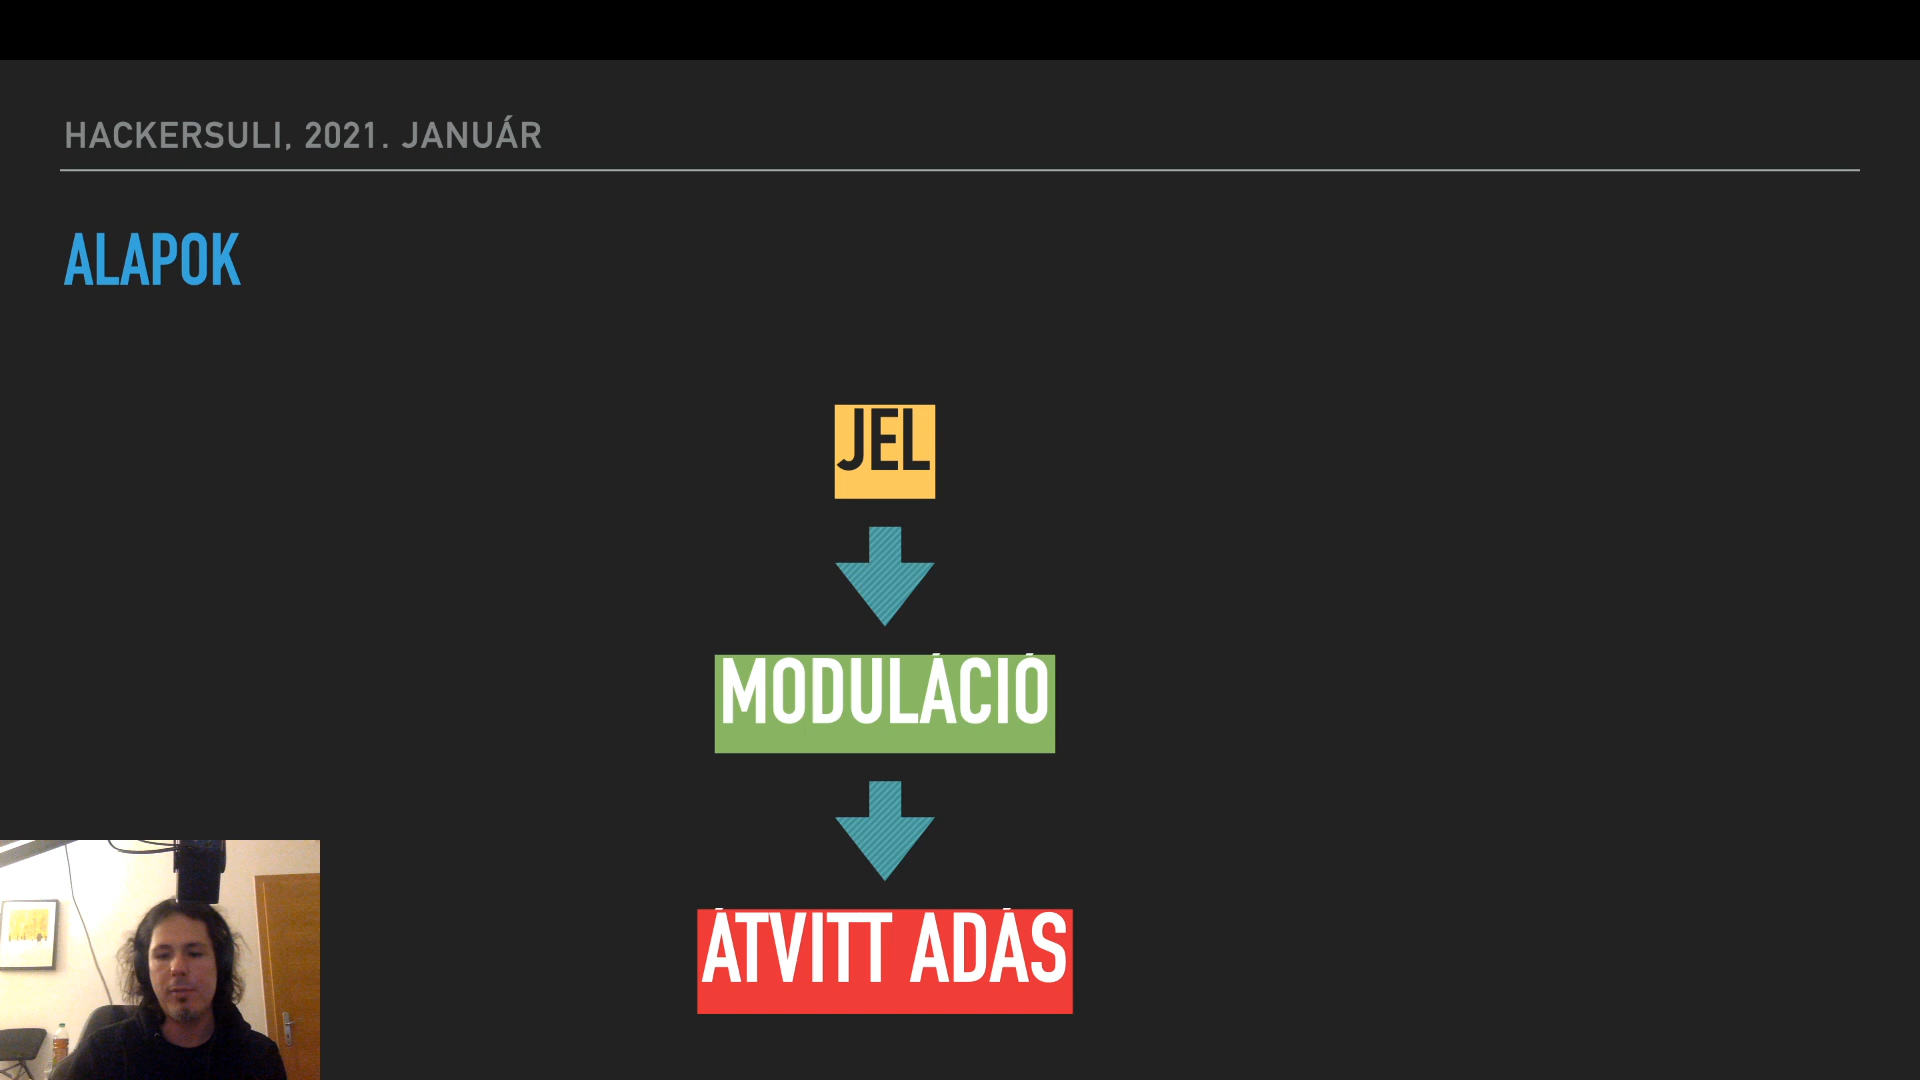 HACKERSULI, 2021. JANUÁR
ALAPOK
JEL
MODULÁCIÓ
ÁTVITT ADÁS